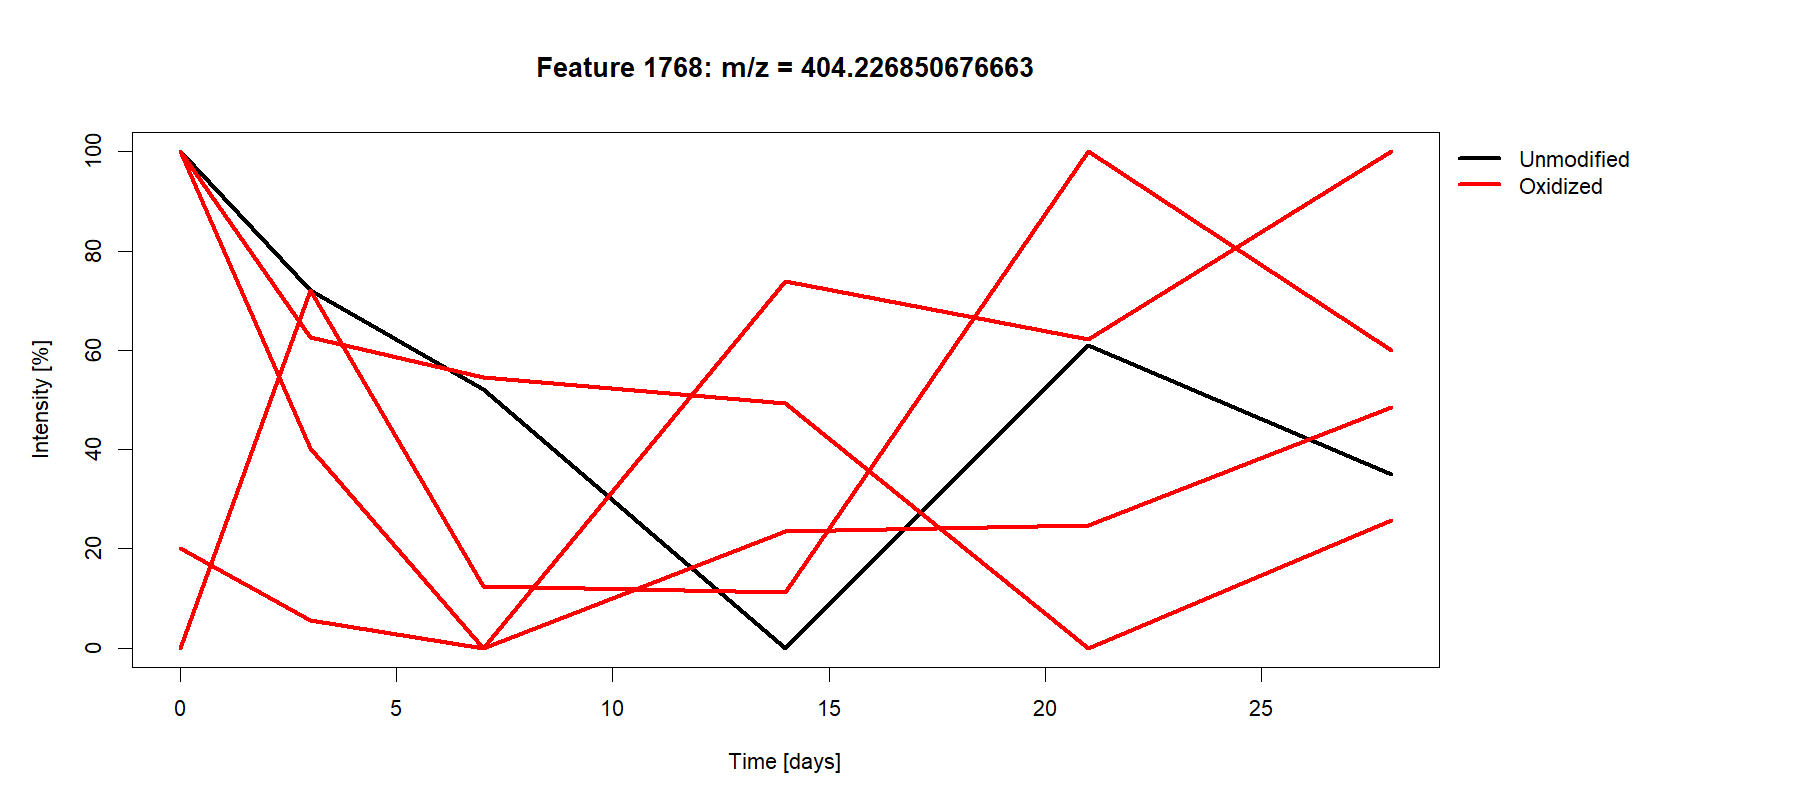 Feature 1768: m/z = 404.226850676663
Unmodified
Oxidized
Intensity [%]
100
80
60
40
20
0
0 5 10 15 20 25
Time [days]